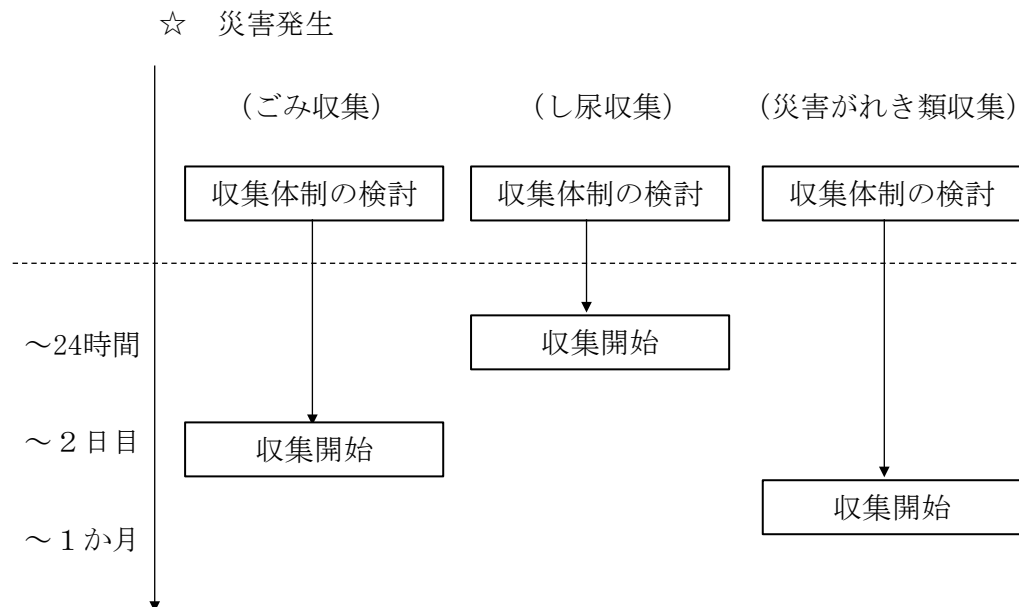 ☆　災害発生
（ごみ収集）
（し尿収集）
（災害がれき類収集）
収集体制の検討
収集体制の検討
収集体制の検討
～24時間
収集開始
～２日目
収集開始
収集開始
～１か月